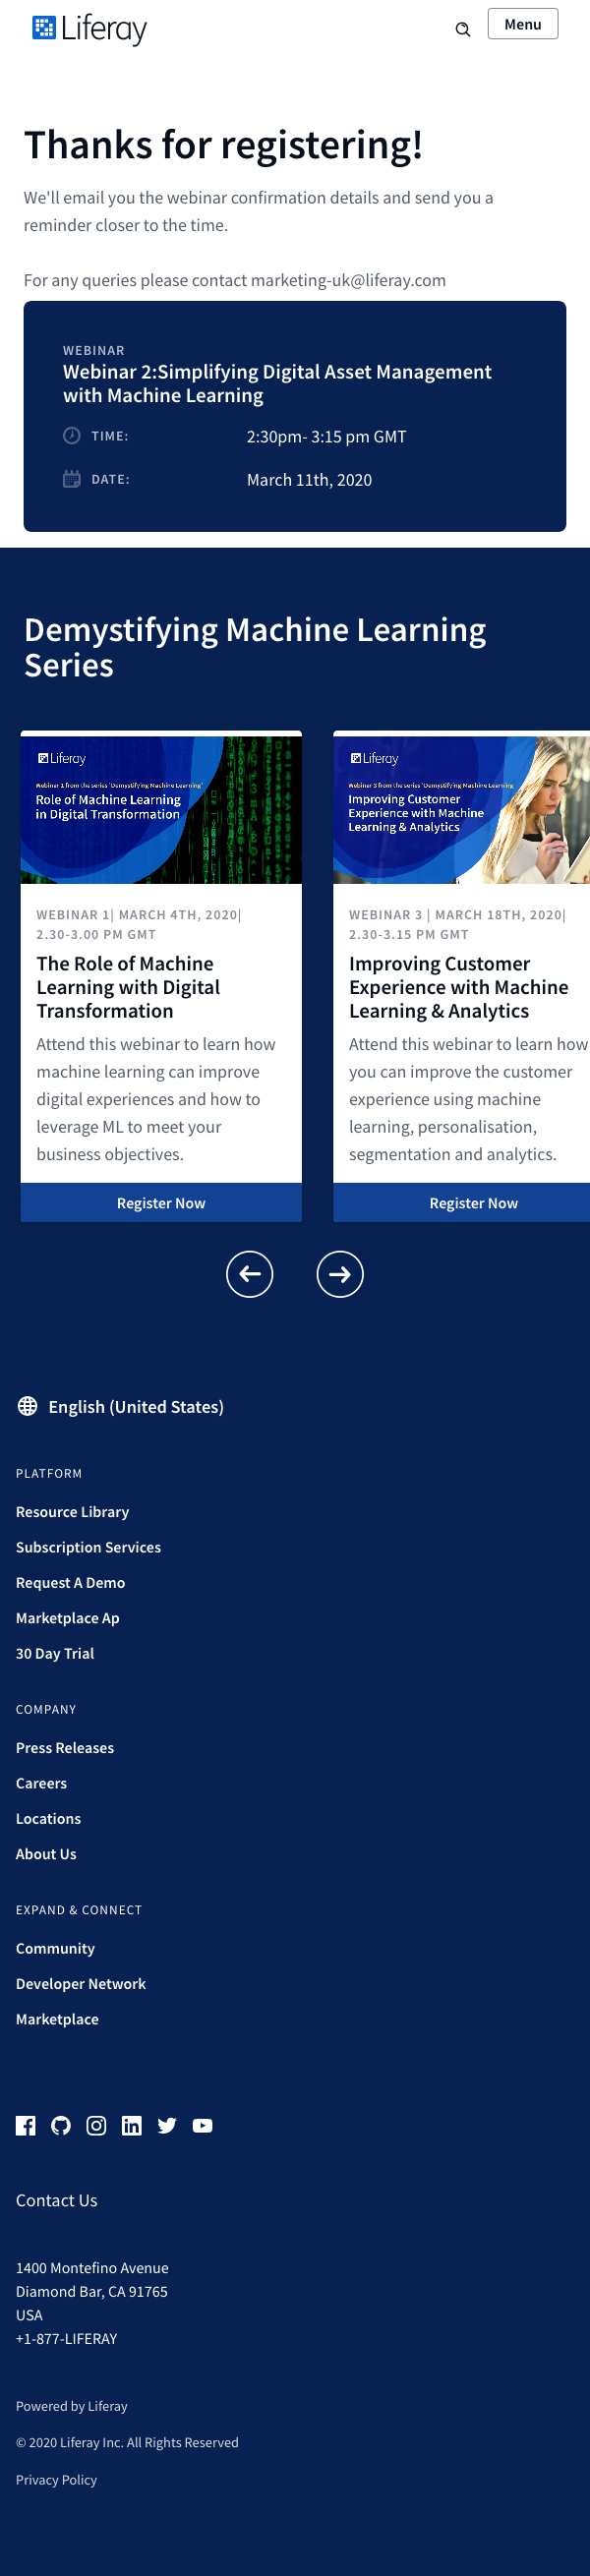 Liferay
Menu
Thanks for registering!
We'll email you the webinar confirmation details and send you a
reminder closer to the time.
For any queries please contact marketing-uk@liferay.com
WEBINAR
Webinar 2:Simplifying Digital Asset Management
with Machine Learning
TIME:
2:30pm- 3:15 pm GMT
DATE:
March 11th, 2020
Demystifying Machine Learning
Series
Liferay
Webinar 1 from the series 'Demystifying Machine Learning'
Role of Machine Learning
in Digital Transformation
WEBINAR 1| MARCH 4TH, 2020|
2.30-3.00 PM GMT
The Role of Machine
Learning with Digital
Transformation
Attend this webinar to learn how
machine learning can improve
digital experiences and how to
leverage ML to meet your
business objectives.
Register Now
Liferay
Webinar 3 from the series 'Demystifying Machine Learning
Improving Customer
Experience with Machine
Learning & Analytics
WEBINAR 3 | MARCH 18TH, 2020|
2.30-3.15 PM GMT
Improving Customer
Experience with Machine
Learning & Analytics
Attend this webinar to learn how
you can improve the customer
experience using machine
learning, personalisation,
segmentation and analytics.
Register Now
English (United States)
PLATFORM
Resource Library
Subscription Services
Request A Demo
Marketplace Ap
30 Day Trial
COMPANY
Press Releases
Careers
Locations
About Us
EXPAND & CONNECT
Community
Developer Network
Marketplace
Contact Us
1400 Montefino Avenue
Diamond Bar, CA 91765
USA
+1-877-LIFERAY
Powered by Liferay
© 2020 Liferay Inc. All Rights Reserved
Privacy Policy